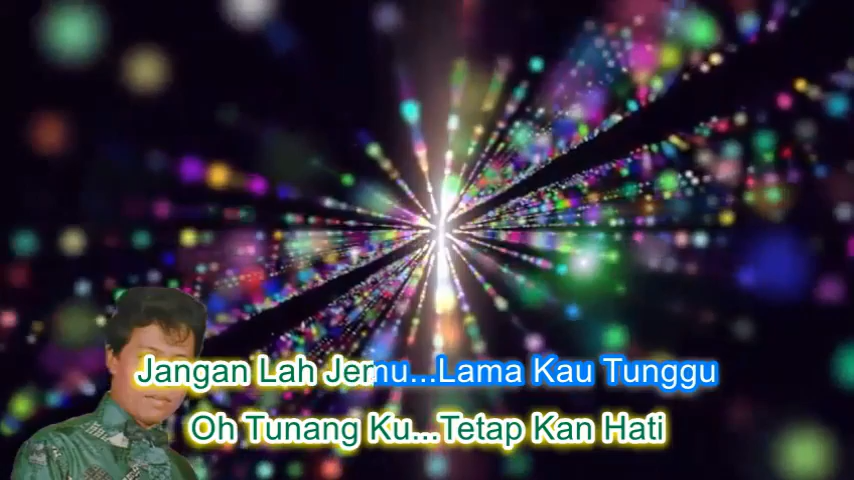 Jangan Lah Jemu...Lama Kau Tunggu
Oh Tunang Ku...Tetap Kan Hati